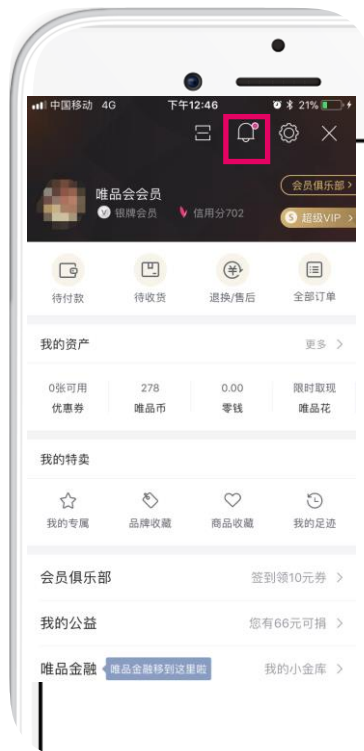 中国移动 4G 下午12:46 21%
会员俱乐部
唯品会会员
银牌会员 信用分702
S 超级VIP
待付款 待收货 退换/售后 全部订单
我的资产 更多
0张可用 278 0.00 限时取现
优惠券 唯品币 零钱 唯品花
我的特卖
我的专属 品牌收藏 商品收藏 我的足迹
会员俱乐部 签到领10元券
我的公益 您有66元可捐
唯品金融 唯品金融移到这里啦 我的小金库